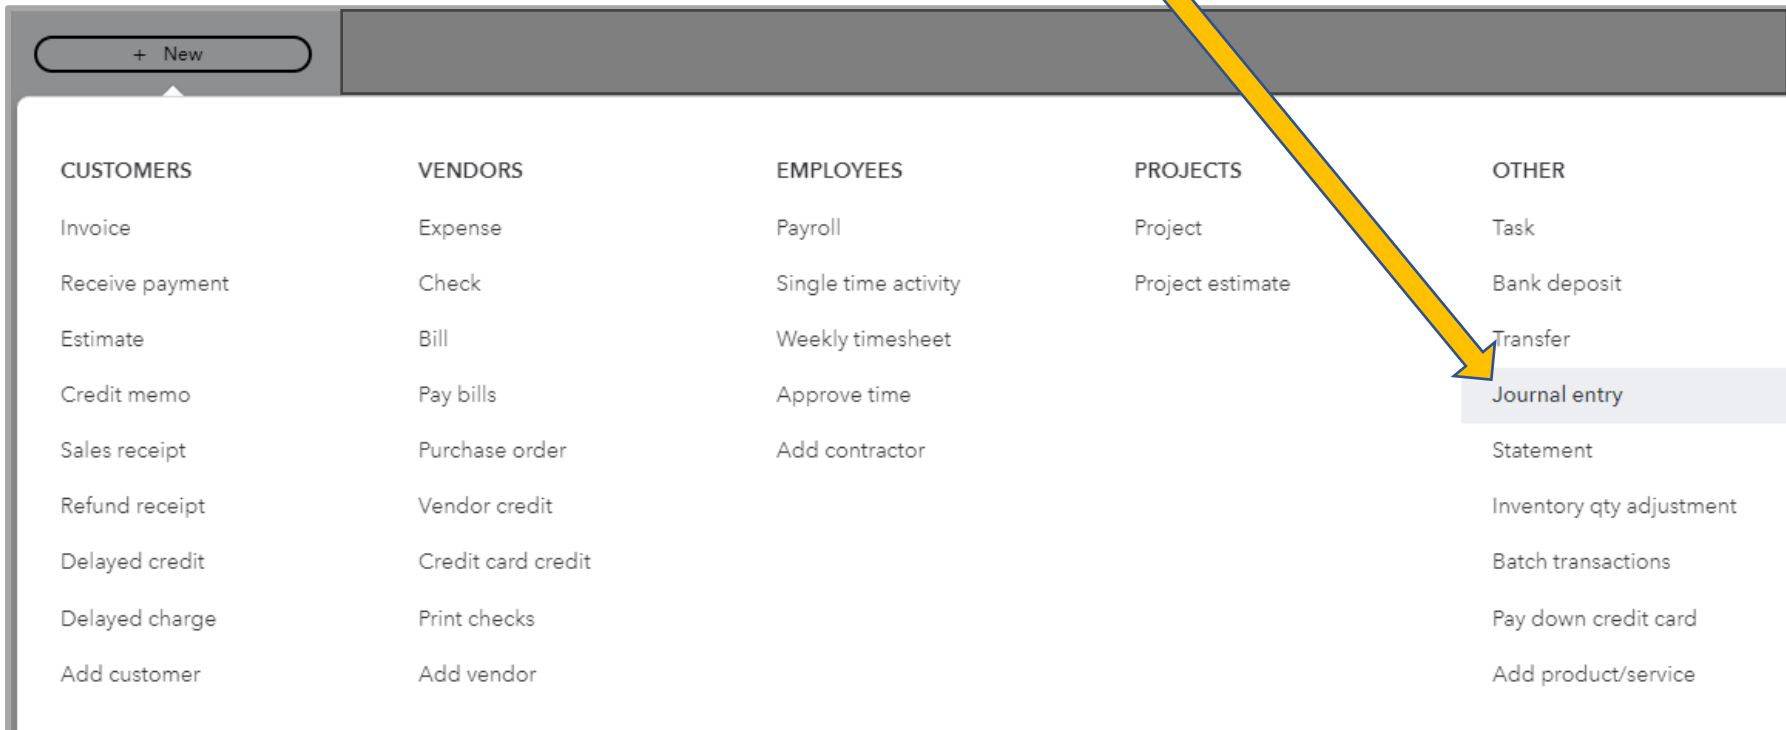 + New
CUSTOMERS
Invoice
Receive payment
Estimate
Credit memo
Sales receipt
Refund receipt
Delayed credit
Delayed charge
Add customer
VENDORS
Expense
Check
Bill
Pay bills
Purchase order
Vendor credit
Credit card credit
Print checks
Add vendor
EMPLOYEES
Payroll
Single time activity
Weekly timesheet
Approve time
Add contractor
PROJECTS
Project
Project estimate
OTHER
Task
Bank deposit
Transfer
Journal entry
Statement
Inventory qty adjustment
Batch transactions
Pay down credit card
Add product/service